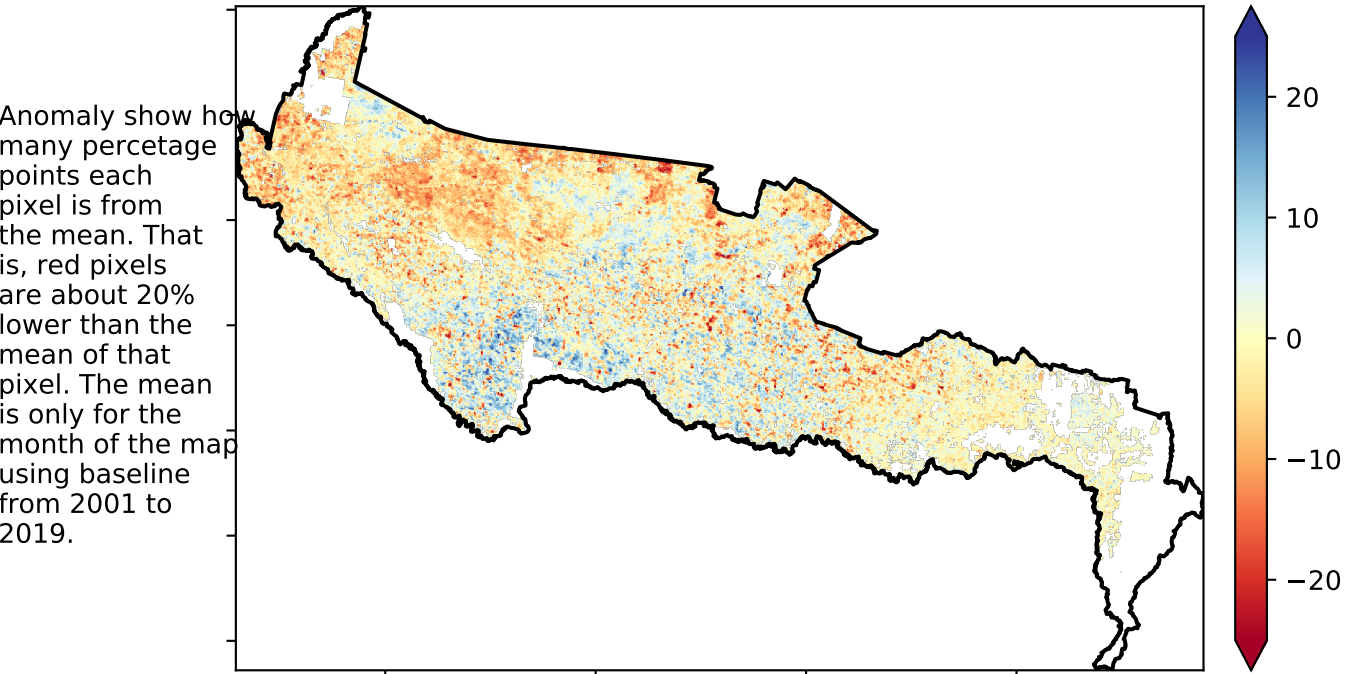 Anomaly show how
many percetage
points each
pixel is from
the mean. That
is, red pixels
are about 20%
lower than the
mean of that
pixel. The mean
is only for the
month of the map
using baseline
from 2001 to
2019.
20
10
0
−10
−20